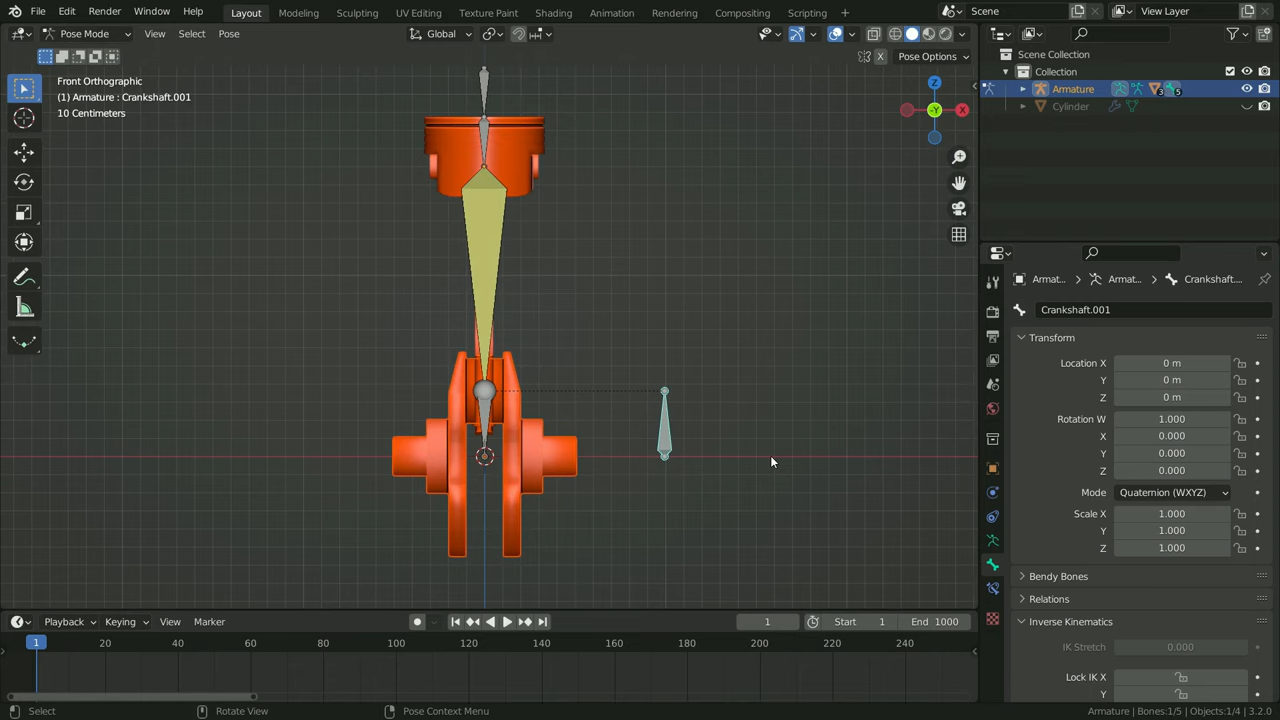 File Edit Render Window Help Layout Modeling Sculpting UV Editing Texture Paint Shading Animation Rendering Compositing Scripting + Scene View Layer
Pose Mode View Select Pose Global
X Pose Options
Front Orthographic
(1) Armature : Crankshaft.001
10 Centimeters
Z
-Y
X
Scene Collection
Collection
Armature 3 5
Cylinder
Armat... Armat... Crankshaft....
Crankshaft.001
Transform
Location X 0 m
Y 0 m
Z 0 m
Rotation W 1.000
X 0.000
Y 0.000
Z 0.000
Mode Quaternion (WXYZ)
Scale X 1.000
Y 1.000
Z 1.000
Bendy Bones
Relations
Inverse Kinematics
IK Stretch 0.000
Lock IK X
Y
Playback Keying View Marker 1 Start 1 End 1000
1 20 40 60 80 100 120 140 160 180 200 220 240
Select Rotate View Pose Context Menu Armature | Bones:1/5 | Objects:1/4 | 3.2.0